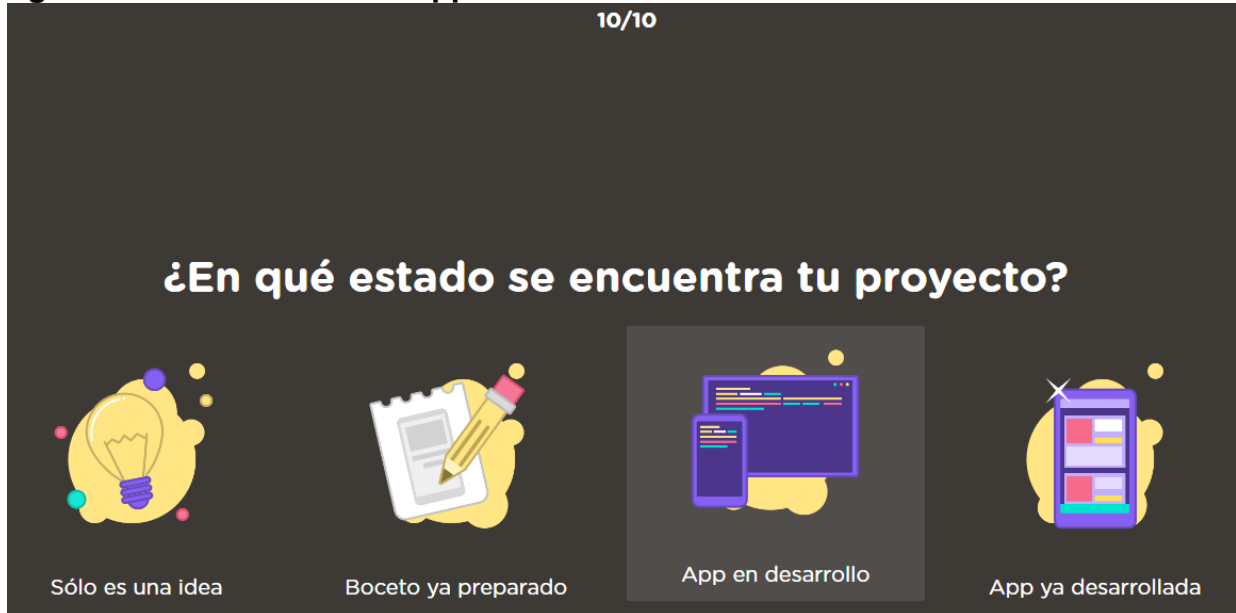 10/10
¿En qué estado se encuentra tu proyecto?
Sólo es una idea
Boceto ya preparado
App en desarrollo
App ya desarrollada